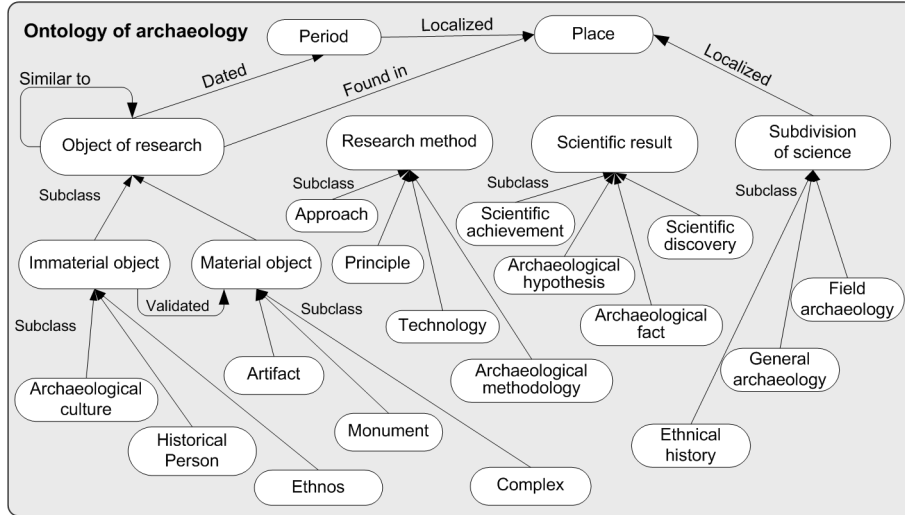 Ontology of archaeology
Period
Localized
Place
Similar to
Dated
Found in
Localized
Object of research
Research method
Scientific result
Subdivision
of science
Subclass
Subclass
Subclass
Subclass
Approach
Scientific
achievement
Scientific
discovery
Immaterial object
Material object
Principle
Archaeological
hypothesis
Field
archaeology
Validated
Subclass
Subclass
Technology
Archaeological
fact
General
archaeology
Artifact
Archaeological
methodology
Archaeological
culture
Monument
Historical
Person
Ethnical
history
Ethnos
Complex